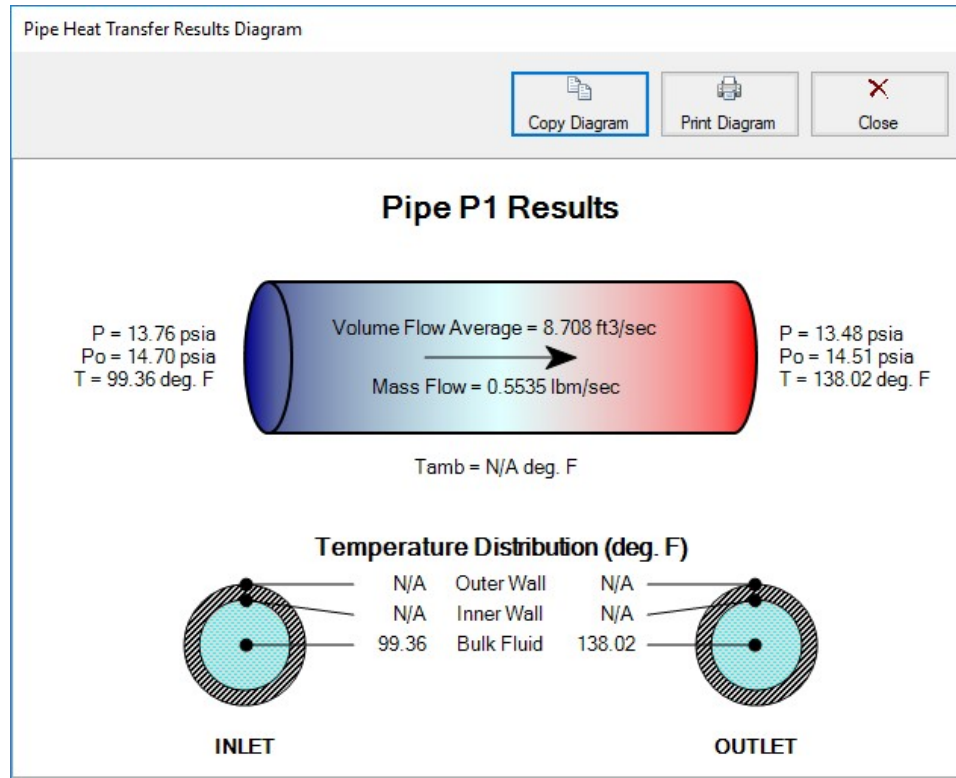 Pipe Heat Transfer Results Diagram
Copy Diagram
Print Diagram
Close
Pipe P1 Results
P = 13.76 psia
Po = 14.70 psia
T = 99.36 deg. F
Volume Flow Average = 8.708 ft3/sec
Mass Flow = 0.5535 lbm/sec
P = 13.48 psia
Po = 14.51 psia
T = 138.02 deg. F
Tamb = N/A deg. F
Temperature Distribution (deg. F)
N/A Outer Wall N/A
N/A Inner Wall N/A
99.36 Bulk Fluid 138.02
INLET
OUTLET